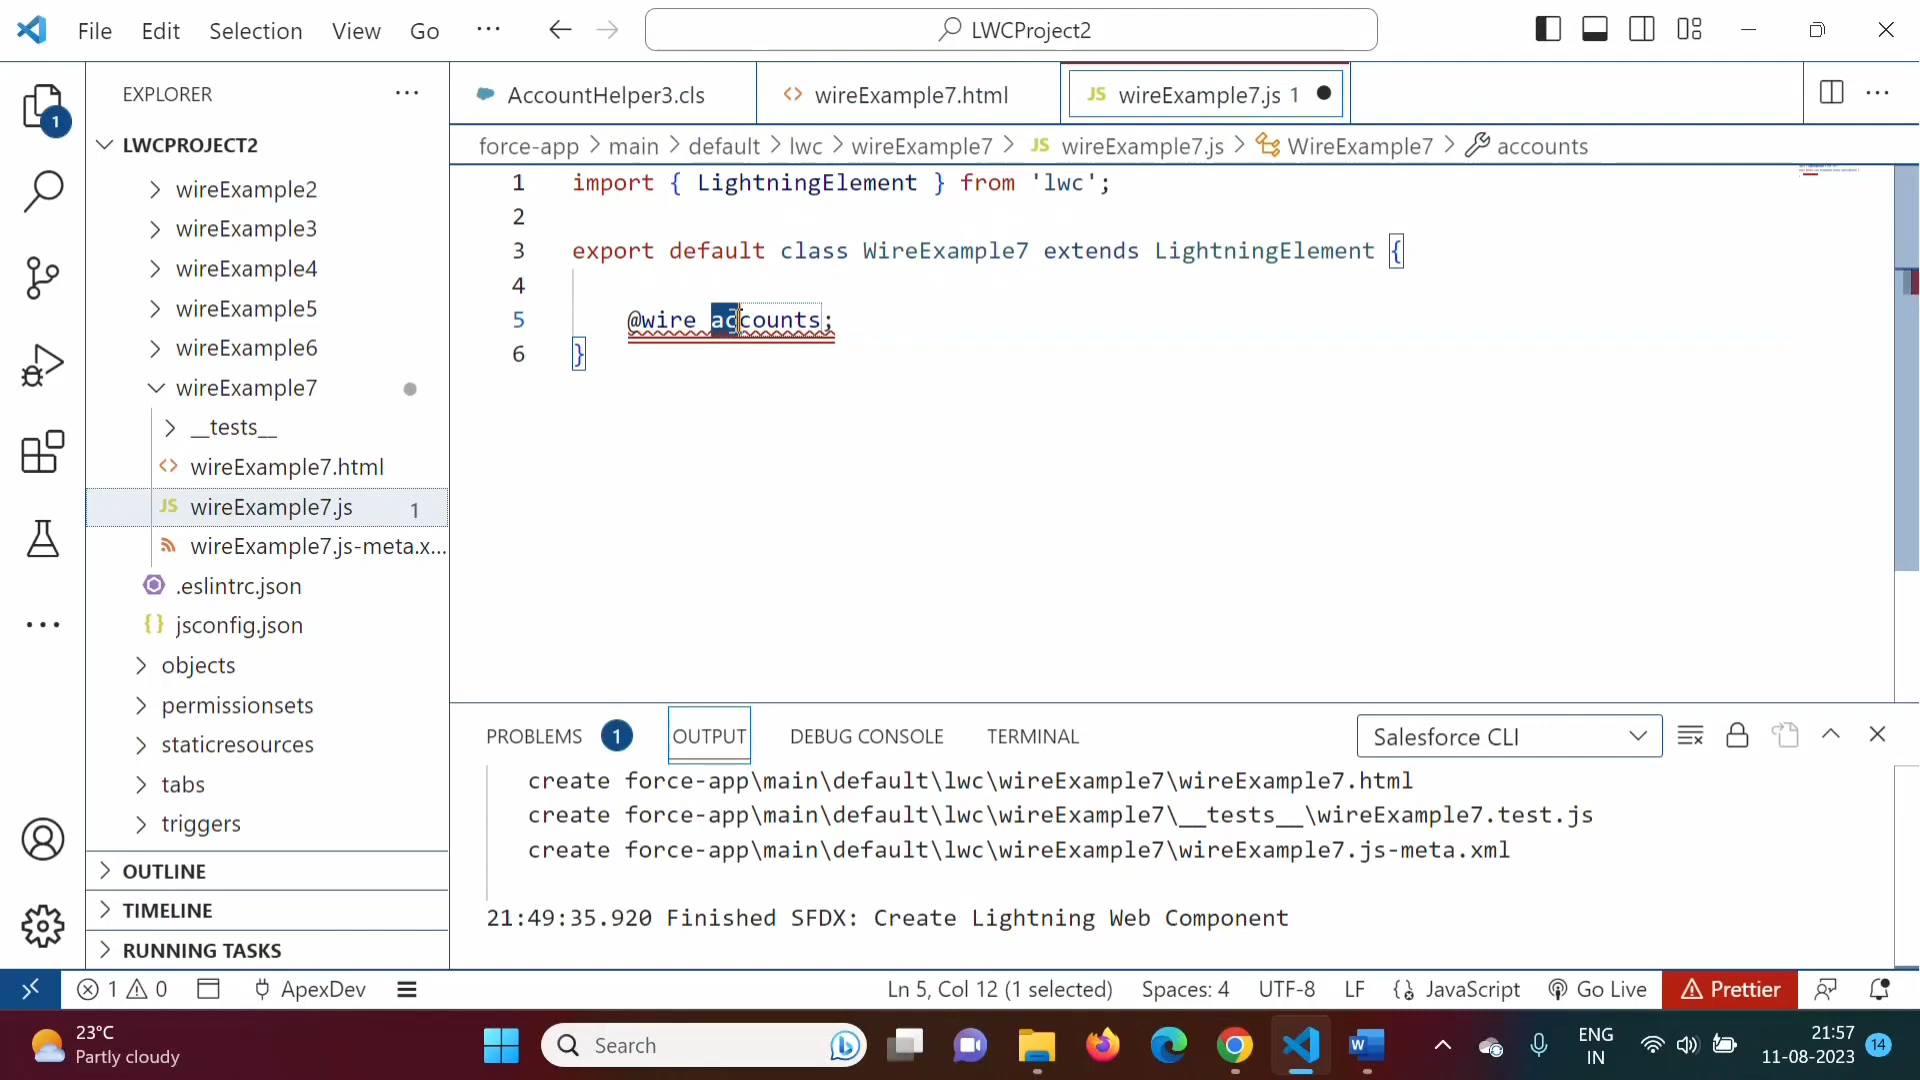 File Edit Selection View Go ··· LWCProject2
EXPLORER ···
LWCPROJECT2
wireExample2
wireExample3
wireExample4
wireExample5
wireExample6
wireExample7
__tests__
wireExample7.html
JS wireExample7.js 1
wireExample7.js-meta.x...
.eslintrc.json
{} jsconfig.json
objects
permissionsets
staticresources
tabs
triggers
OUTLINE
TIMELINE
RUNNING TASKS
1
AccountHelper3.cls <> wireExample7.html JS wireExample7.js 1
force-app > main > default > lwc > wireExample7 > JS wireExample7.js > WireExample7 > accounts
1 import { LightningElement } from 'lwc';
2
3 export default class WireExample7 extends LightningElement {
4
5 @wire accounts;
6 }
PROBLEMS 1 OUTPUT DEBUG CONSOLE TERMINAL Salesforce CLI
create force-app\main\default\lwc\wireExample7\wireExample7.html
create force-app\main\default\lwc\wireExample7\__tests__\wireExample7.test.js
create force-app\main\default\lwc\wireExample7\wireExample7.js-meta.xml
21:49:35.920 Finished SFDX: Create Lightning Web Component
1 0 ApexDev Ln 5, Col 12 (1 selected) Spaces: 4 UTF-8 LF JavaScript Go Live Prettier
23°C
Partly cloudy
Search
ENG
IN
21:57
11-08-2023
14